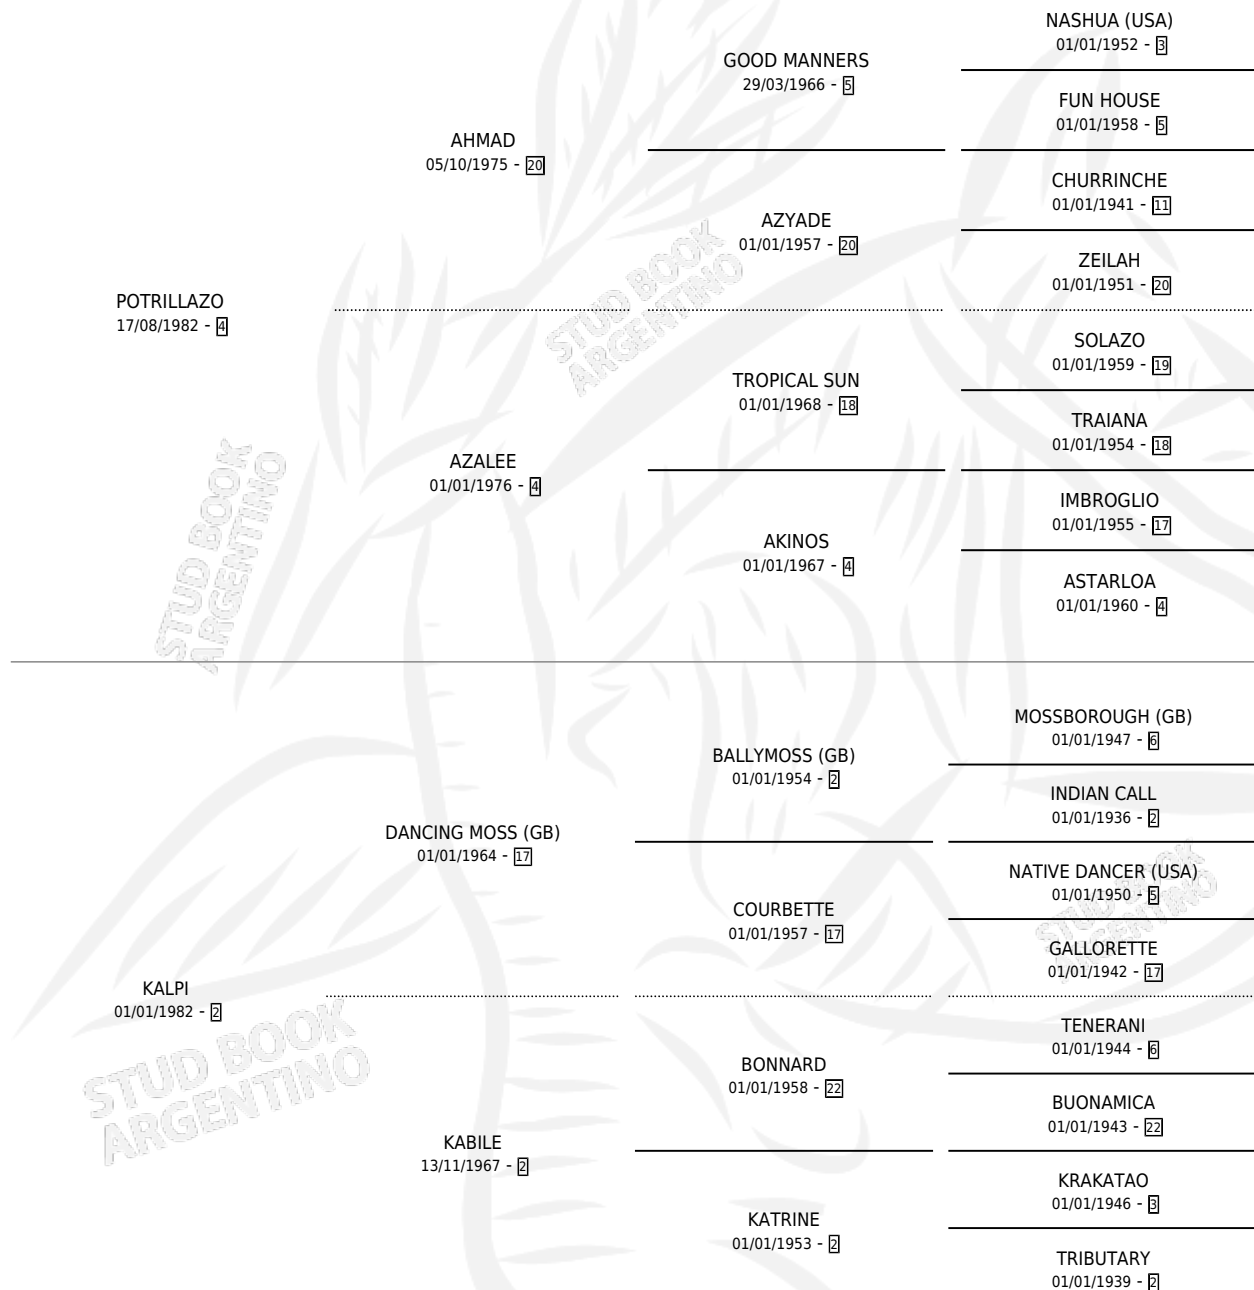 NASHUA (USA)
01/01/1952 - 3
GOOD MANNERS
29/03/1966 - 5
FUN HOUSE
01/01/1958 - 5
AHMAD
05/10/1975 - 20
CHURRINCHE
01/01/1941 - 11
AZYADE
01/01/1957 - 20
ZEILAH
01/01/1951 - 20
POTRILLAZO
17/08/1982 - 4
SOLAZO
01/01/1959 - 19
TROPICAL SUN
01/01/1968 - 18
TRAIANA
01/01/1954 - 18
AZALEE
01/01/1976 - 4
IMBROGLIO
01/01/1955 - 17
AKINOS
01/01/1967 - 4
ASTARLOA
01/01/1960 - 4
STUD BOOK
ARGENTINO
STUD BOOK
ARGENTINO
MOSSBOROUGH (GB)
01/01/1947 - 6
BALLYMOSS (GB)
01/01/1954 - 2
INDIAN CALL
01/01/1936 - 2
DANCING MOSS (GB)
01/01/1964 - 17
NATIVE DANCER (USA)
01/01/1950 - 5
COURBETTE
01/01/1957 - 17
GALLORETTE
01/01/1942 - 17
KALPI
01/01/1982 - 2
TENERANI
01/01/1944 - 6
BONNARD
01/01/1958 - 22
BUONAMICA
01/01/1943 - 22
KABILE
13/11/1967 - 2
KRAKATAO
01/01/1946 - 3
KATRINE
01/01/1953 - 2
TRIBUTARY
01/01/1939 - 2
STUD BOOK
ARGENTINO
STUD BOOK
ARGENTINO